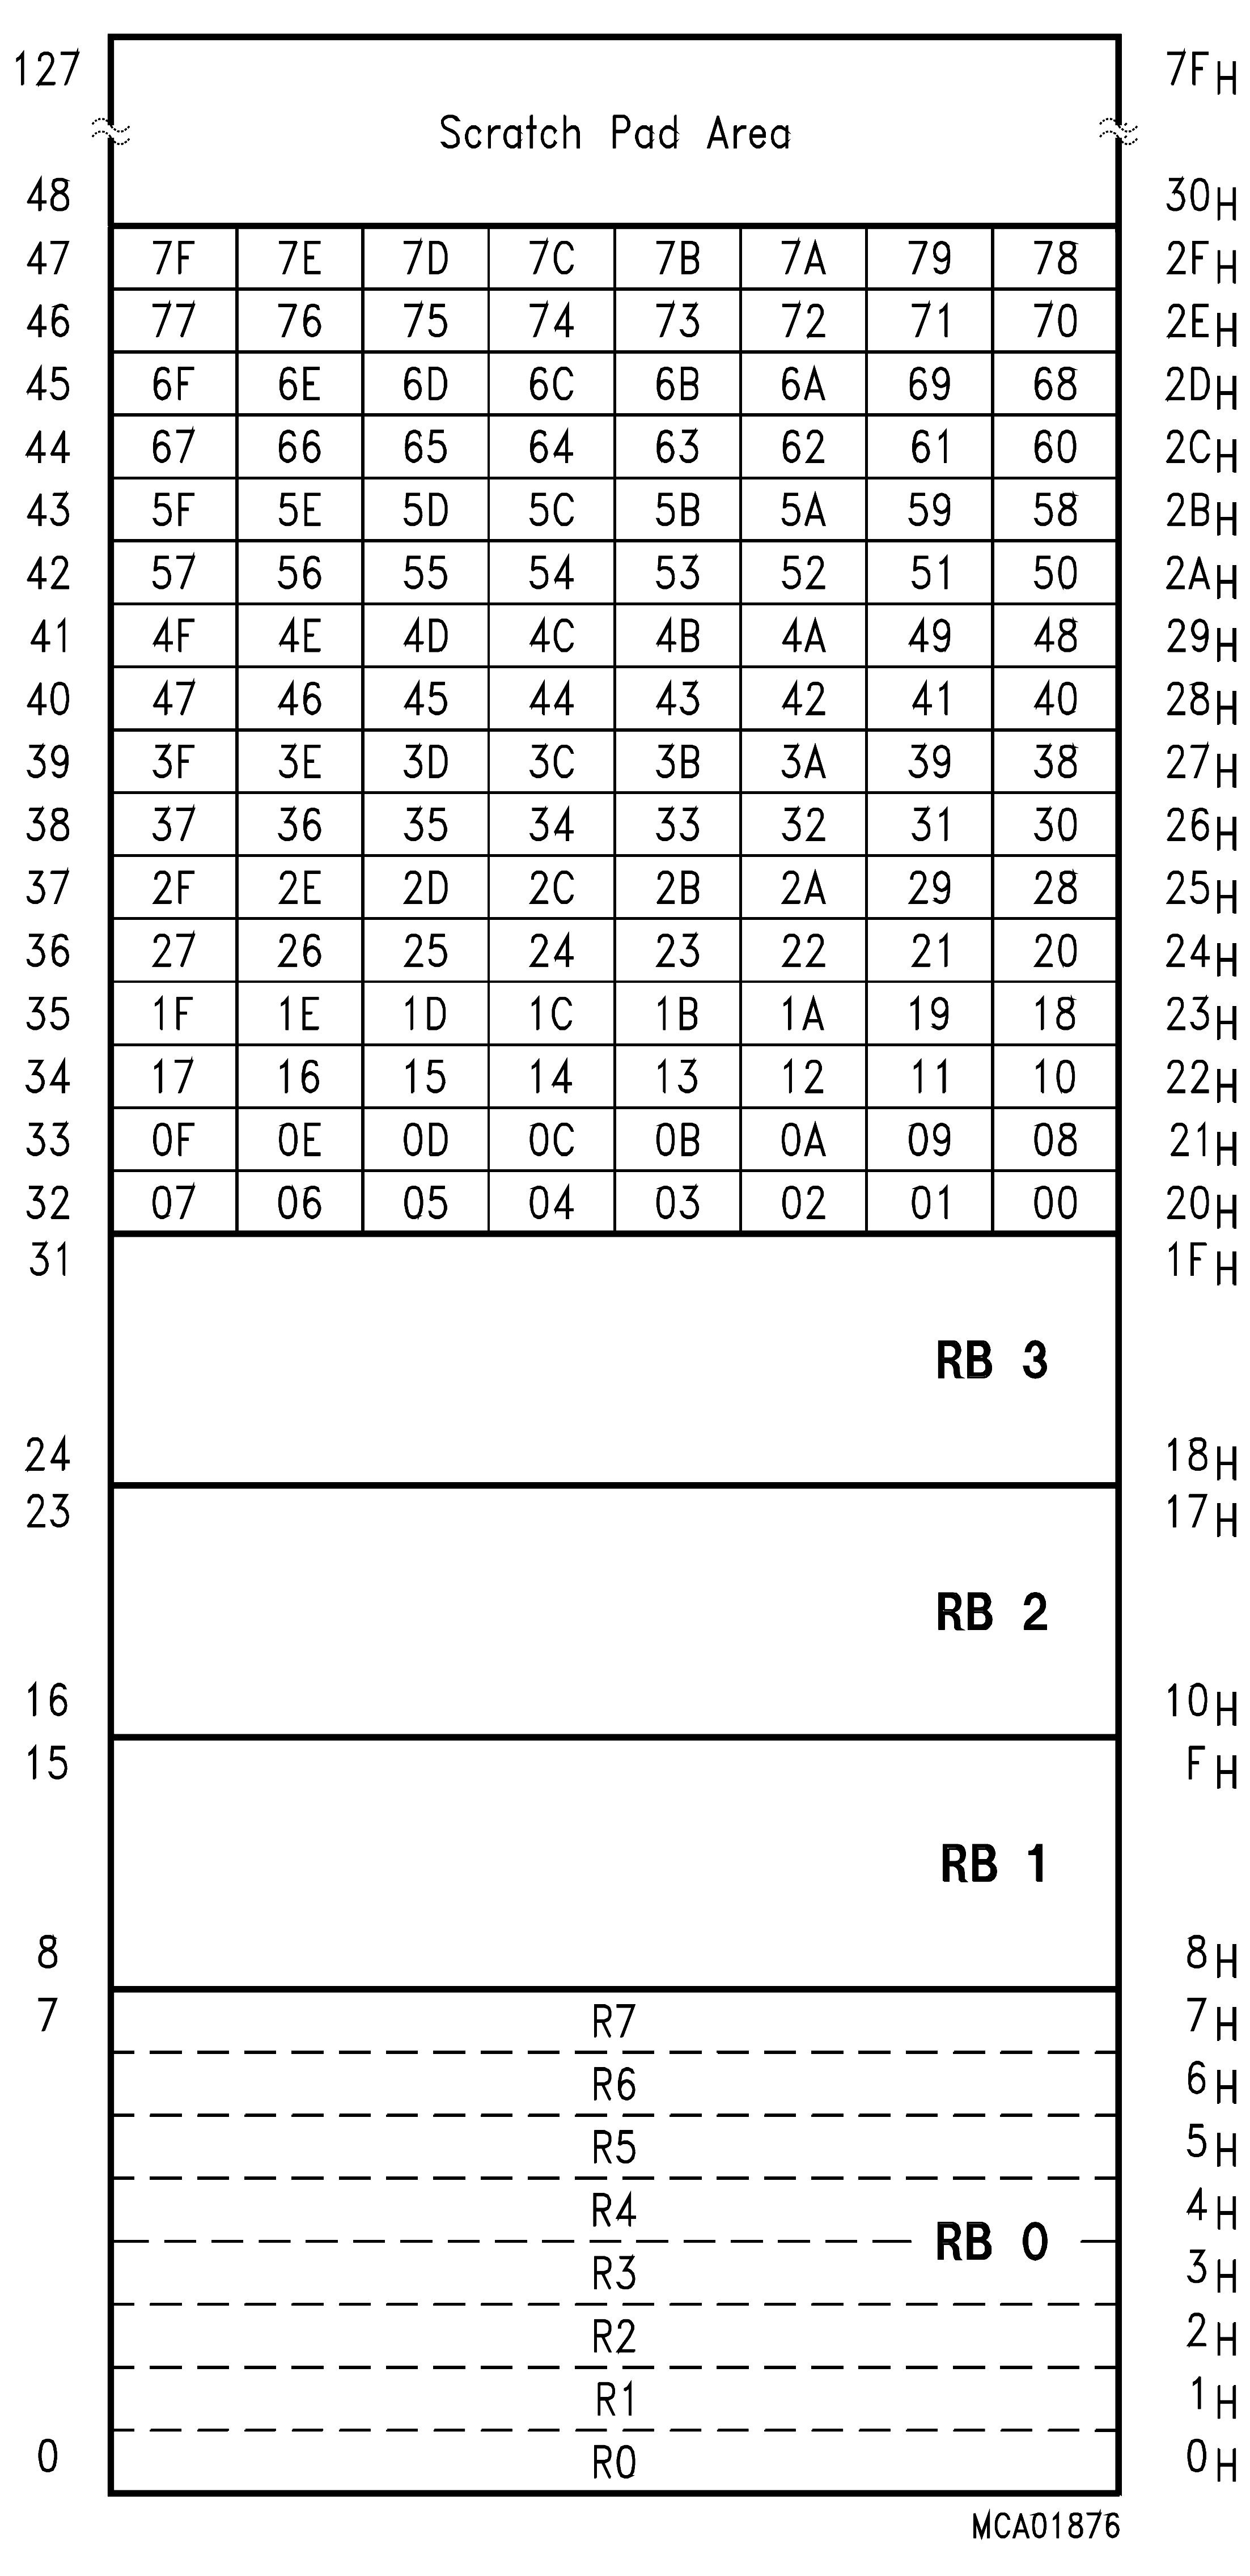 127 7FH
Scratch Pad Area
48 30H
47 7F 7E 7D 7C 7B 7A 79 78 2FH
46 77 76 75 74 73 72 71 70 2EH
45 6F 6E 6D 6C 6B 6A 69 68 2DH
44 67 66 65 64 63 62 61 60 2CH
43 5F 5E 5D 5C 5B 5A 59 58 2BH
42 57 56 55 54 53 52 51 50 2AH
41 4F 4E 4D 4C 4B 4A 49 48 29H
40 47 46 45 44 43 42 41 40 28H
39 3F 3E 3D 3C 3B 3A 39 38 27H
38 37 36 35 34 33 32 31 30 26H
37 2F 2E 2D 2C 2B 2A 29 28 25H
36 27 26 25 24 23 22 21 20 24H
35 1F 1E 1D 1C 1B 1A 19 18 23H
34 17 16 15 14 13 12 11 10 22H
33 0F 0E 0D 0C 0B 0A 09 08 21H
32 07 06 05 04 03 02 01 00 20H
31 1FH
RB 3
24 18H
23 17H
RB 2
16 10H
15 FH
RB 1
8 8H
7 R7 7H
R6 6H
R5 5H
R4 4H
RB 0
R3 3H
R2 2H
R1 1H
0 R0 0H
MCA01876